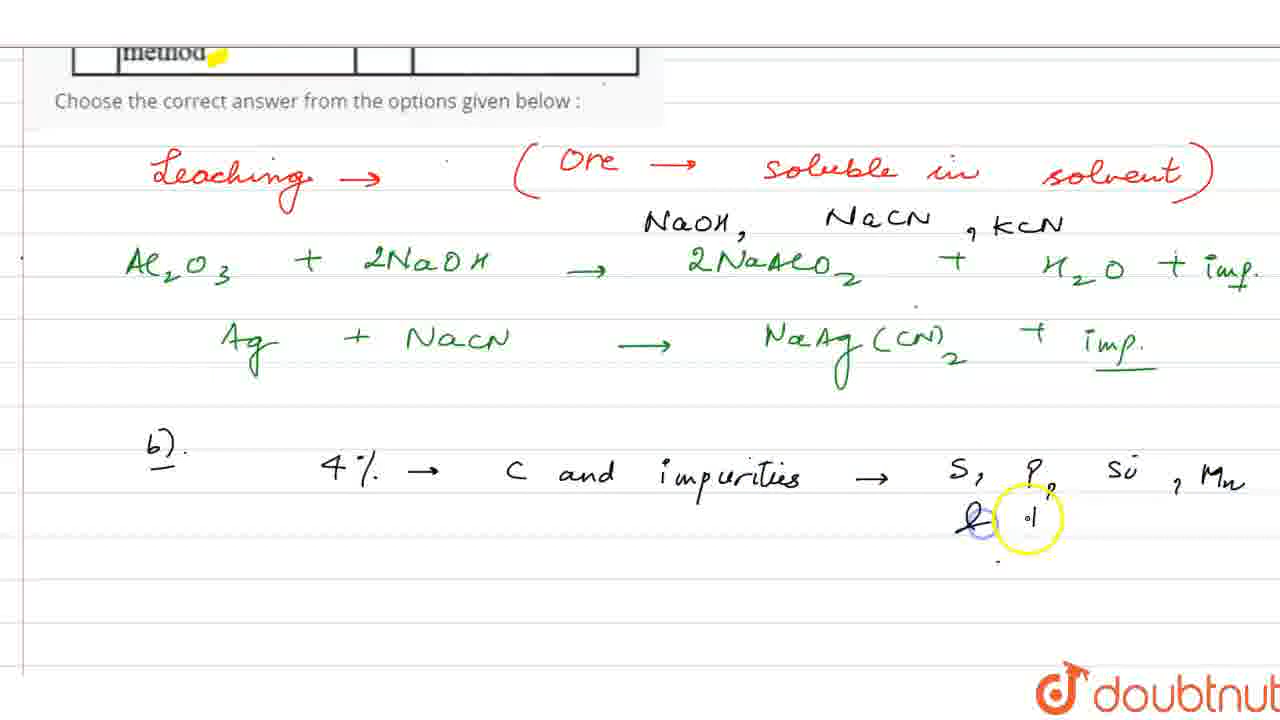 method
Choose the correct answer from the options given below :
Leaching → ( Ore → soluble in solvent )
NaOH, NaCN , KCN
Al2O3 + 2NaOH → 2NaAlO2 + H2O + imp.
Ag + NaCN → NaAg(CN)2 + imp.
b). 4% → C and impurities → S, P, Si , Mn
doubtnut